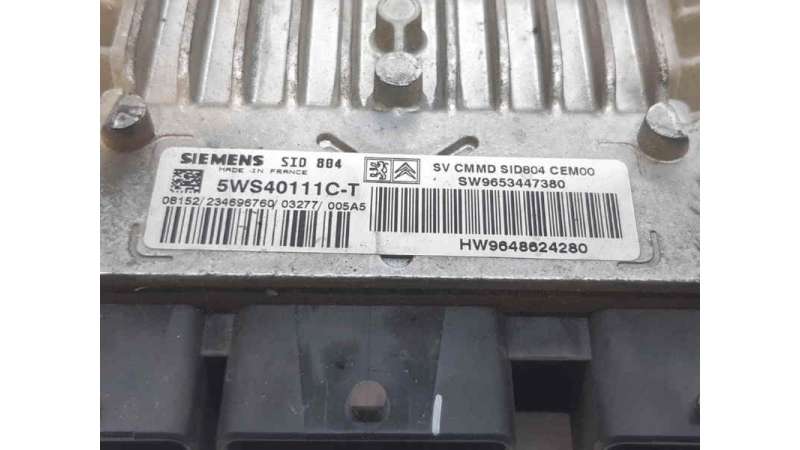 SIEMENS SID 804
MADE IN FRANCE
5WS40111C-T
08152/234696760/03277/ 005A5
SV CMMD SID804 CEM00
SW9653447380
HW9648624280